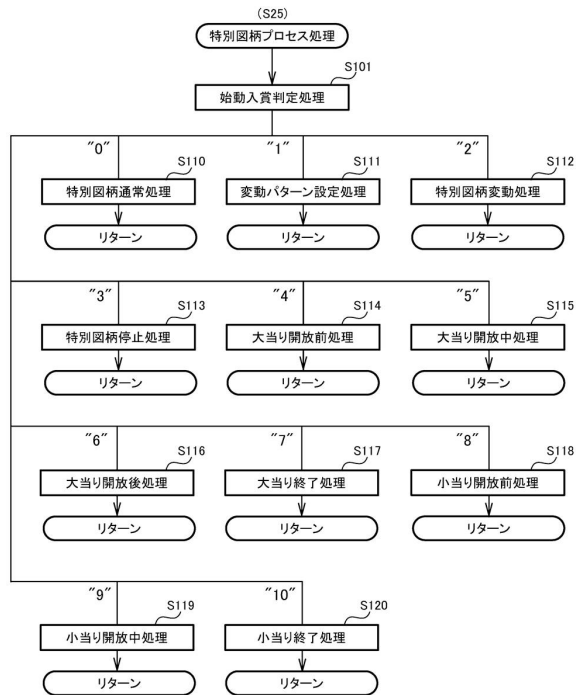 (S25)
特別図柄プロセス処理
S101
始動入賞判定処理
"0" "1" "2"
S110 S111 S112
特別図柄通常処理 変動パターン設定処理 特別図柄変動処理
リターン リターン リターン
"3" "4" "5"
S113 S114 S115
特別図柄停止処理 大当り開放前処理 大当り開放中処理
リターン リターン リターン
"6" "7" "8"
S116 S117 S118
大当り開放後処理 大当り終了処理 小当り開放前処理
リターン リターン リターン
"9" "10"
S119 S120
小当り開放中処理 小当り終了処理
リターン リターン